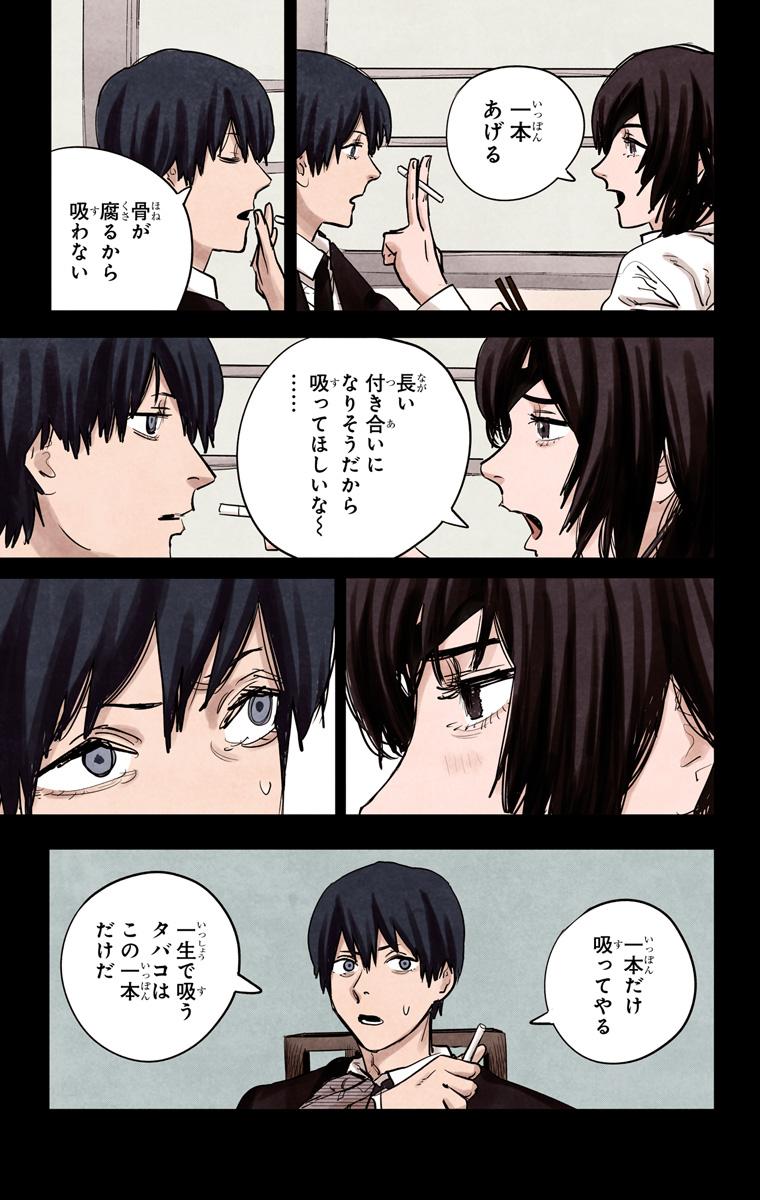 一本
あげる
骨が
腐るから
吸わない
長い
付き合いに
なりそうだから
吸ってほしいな～
……
一本だけ
吸ってやる
一生で吸う
タバコは
この一本
だけだ